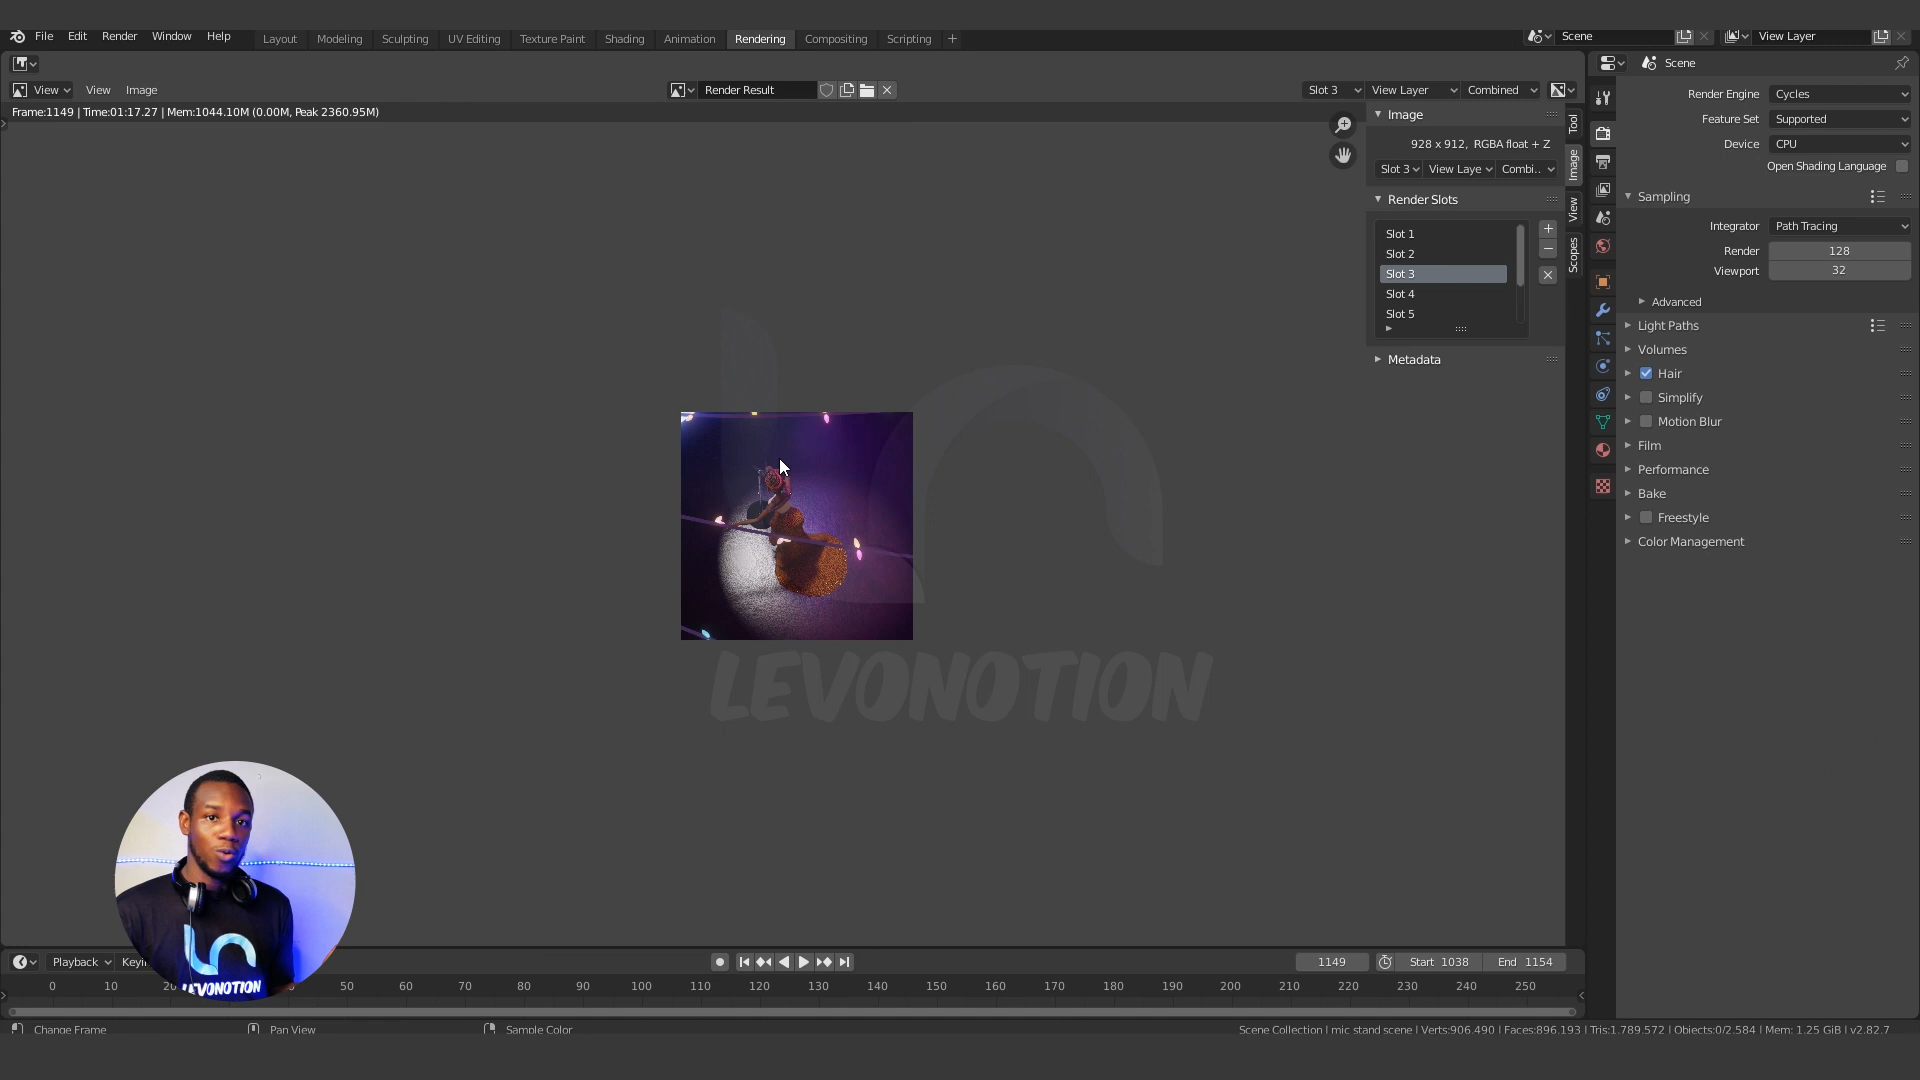 File Edit Render Window Help Layout Modeling Sculpting UV Editing Texture Paint Shading Animation Rendering Compositing Scripting + Scene View Layer
Scene
View View Image Render Result Slot 3 View Layer Combined
Frame:1149 | Time:01:17.27 | Mem:1044.10M (0.00M, Peak 2360.95M)
Image
928 x 912, RGBA float + Z
Slot 3 View Laye Combi..
Render Slots
Slot 1
Slot 2
Slot 3
Slot 4
Slot 5
Metadata
Tool
Image
View
Scopes
Render Engine Cycles
Feature Set Supported
Device CPU
Open Shading Language
Sampling
Integrator Path Tracing
Render 128
Viewport 32
Advanced
Light Paths
Volumes
Hair
Simplify
Motion Blur
Film
Performance
Bake
Freestyle
Color Management
LEVONOTION
LEVONOTION
Playback 1149 Start 1038 End 1154
0 10 50 60 70 80 90 100 110 120 130 140 150 160 170 180 190 200 210 220 230 240 250
Change Frame Pan View Sample Color Scene Collection | mic stand scene | Verts:906,490 | Faces:896,193 | Tris:1,789,572 | Objects:0/2,584 | Mem: 1.25 GiB | v2.82.7